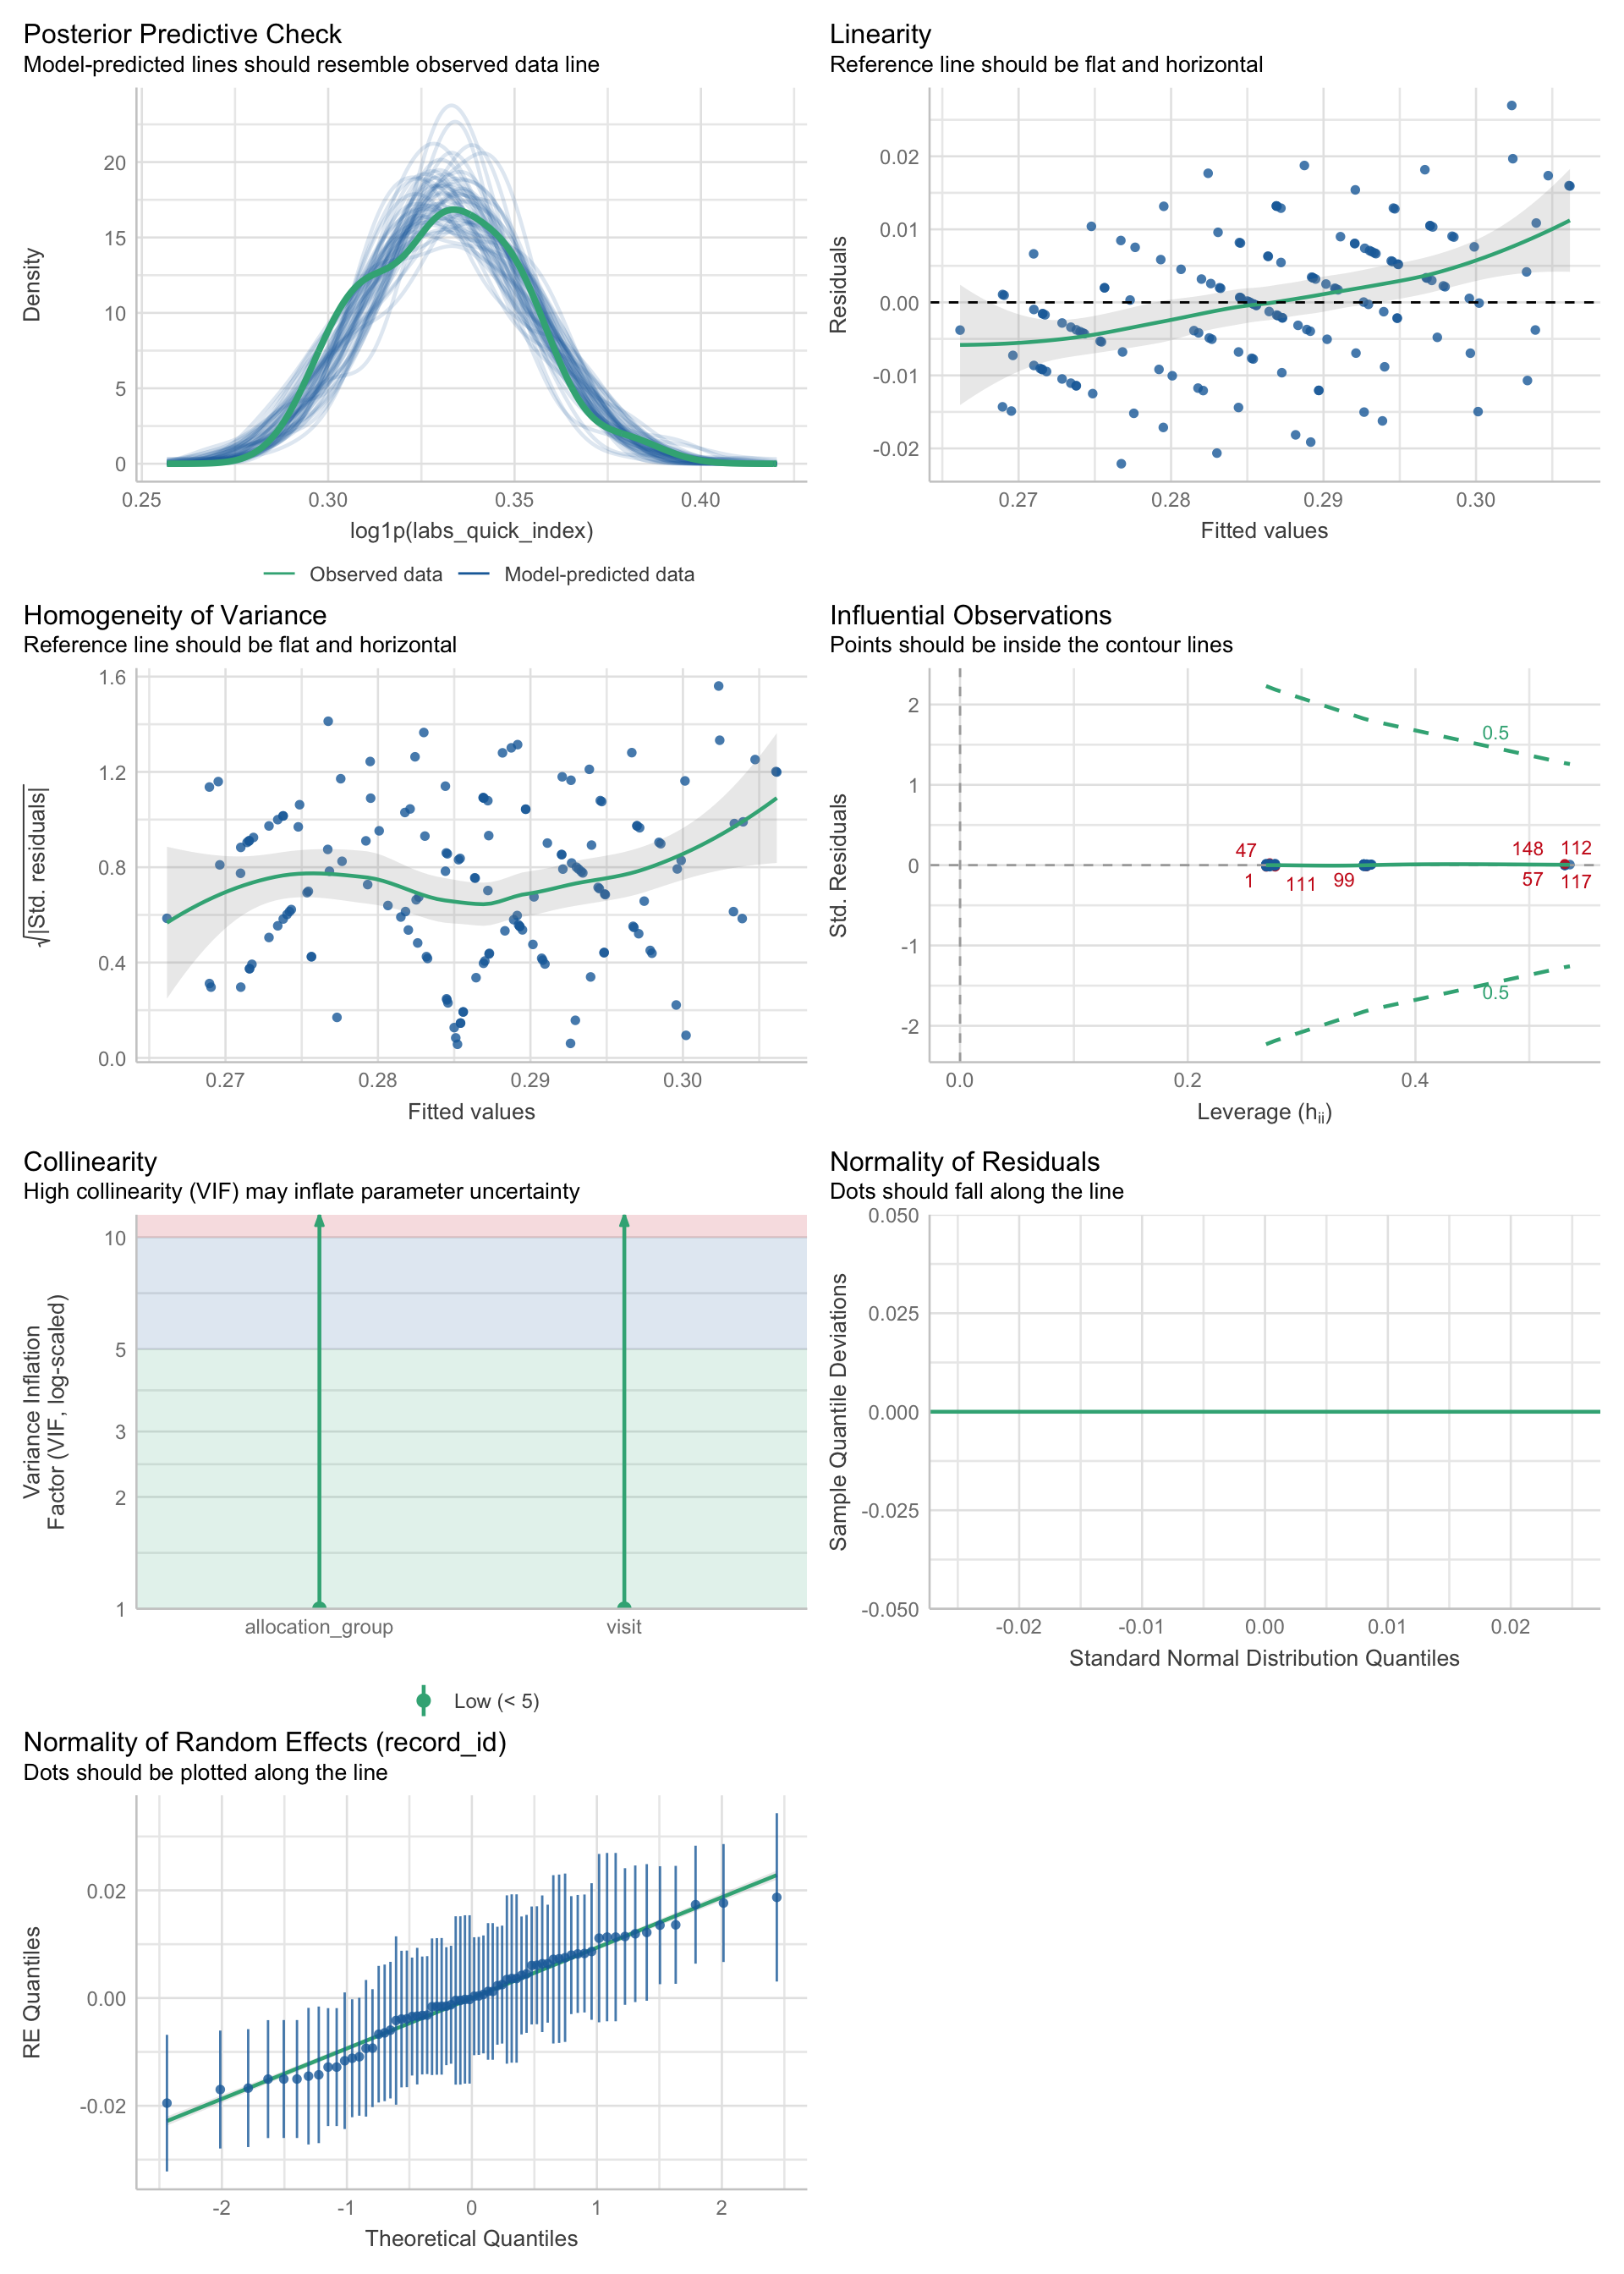 Posterior Predictive Check
Model-predicted lines should resemble observed data line
Density
20
15
10
5
0
0.25
0.30
0.35
0.40
log1p(labs_quick_index)
Observed data
Model-predicted data
Linearity
Reference line should be flat and horizontal
Residuals
0.02
0.01
0.00
-0.01
-0.02
0.27
0.28
0.29
0.30
Fitted values
Homogeneity of Variance
Reference line should be flat and horizontal
√|Std. residuals|
1.6
1.2
0.8
0.4
0.0
0.27
0.28
0.29
0.30
Fitted values
Influential Observations
Points should be inside the contour lines
Std. Residuals
2
1
0
-1
-2
0.5
47
148
112
1
111
99
57
117
0.5
0.0
0.2
0.4
Leverage (hii)
Collinearity
High collinearity (VIF) may inflate parameter uncertainty
Variance Inflation
Factor (VIF, log-scaled)
10
5
3
2
1
allocation_group
visit
Low (< 5)
Normality of Residuals
Dots should fall along the line
Sample Quantile Deviations
0.050
0.025
0.000
-0.025
-0.050
-0.02
-0.01
0.00
0.01
0.02
Standard Normal Distribution Quantiles
Normality of Random Effects (record_id)
Dots should be plotted along the line
RE Quantiles
0.02
0.00
-0.02
-2
-1
0
1
2
Theoretical Quantiles